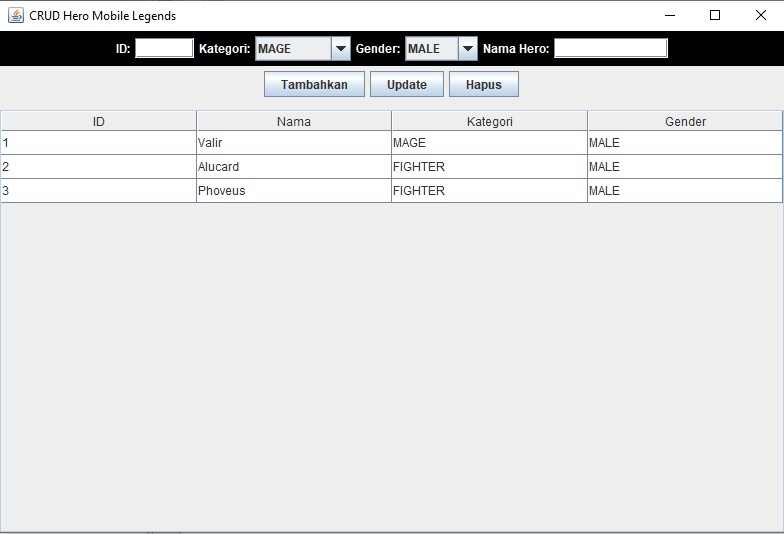 CRUD Hero Mobile Legends
ID: Kategori: MAGE Gender: MALE Nama Hero:
Tambahkan Update Hapus
ID Nama Kategori Gender
1 Valir MAGE MALE
2 Alucard FIGHTER MALE
3 Phoveus FIGHTER MALE